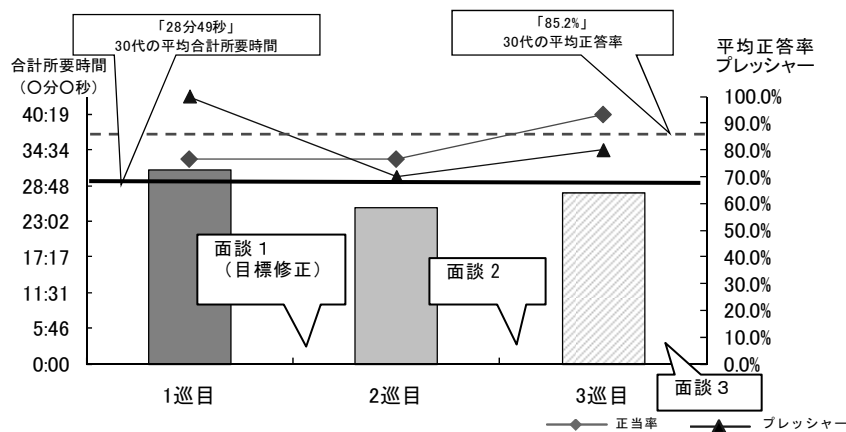 「28分49秒」
30代の平均合計所要時間
「85.2%」
30代の平均正答率
合計所要時間
（〇分〇秒）
平均正答率
プレッシャー
40:19
34:34
28:48
23:02
17:17
11:31
5:46
0:00
100.0%
90.0%
80.0%
70.0%
60.0%
50.0%
40.0%
30.0%
20.0%
10.0%
0.0%
面談１
（目標修正）
面談２
面談３
1巡目
2巡目
3巡目
正当率
プレッシャー